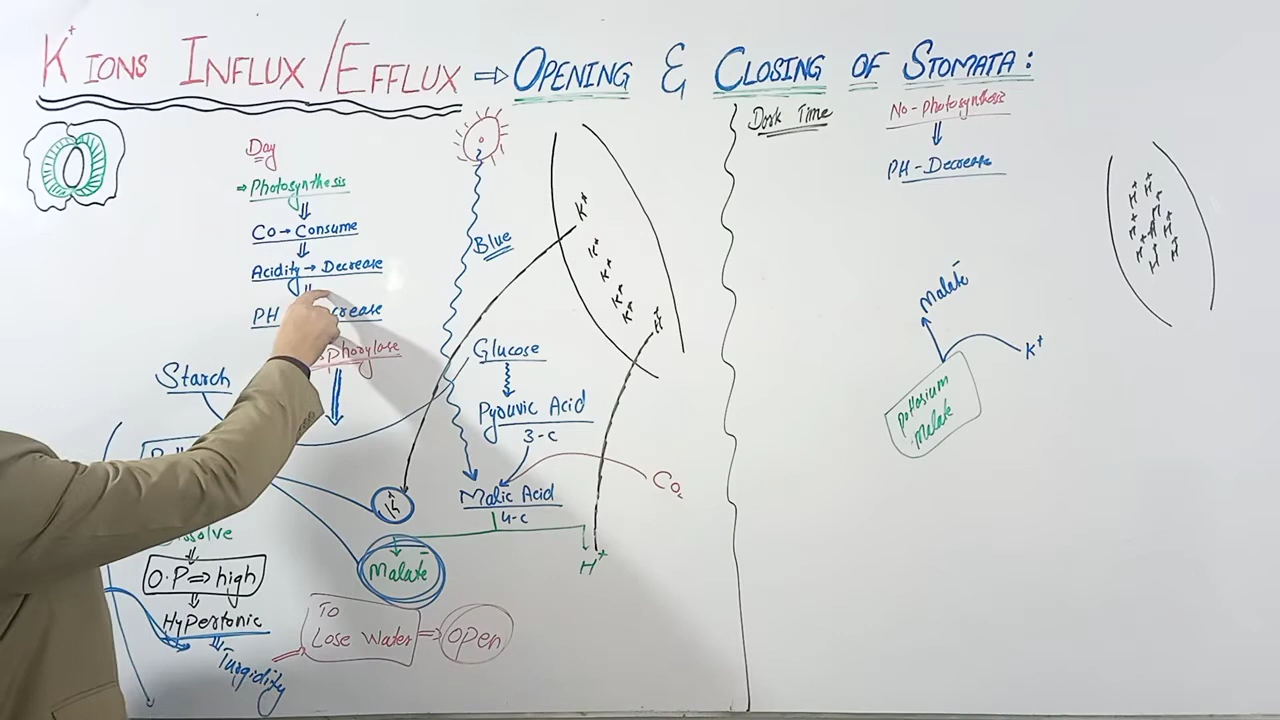 K⁺ IONS INFLUX/EFFLUX ⇒ OPENING & CLOSING OF STOMATA:
Day
⇒ Photosynthesis
⇓
Co → Consume
⇓
Acidity → Decrease
⇓
PH
Starch
Blue
K⁺
K⁺
K⁺
K⁺
K⁺
H⁺
Glucose
Pyruvic Acid
3-c
Co₂
Malic Acid
4-c
K⁺
Malate⁻
H⁺
O.P ⇒ high
Hypertonic
⇓
Turgidity
To
Lose Water ⇒ open
Dark Time
No-Photosynthesis
⇓
PH-Decrease
H⁺ H⁺
H⁺ H⁺
H⁺ H⁺ H⁺
H⁺ H⁺
Malate⁻
K⁺
Pottasium
Malate